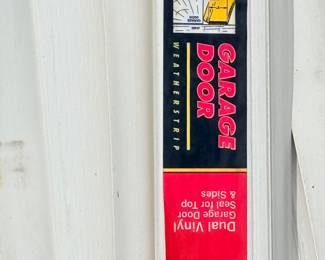 GARAGE
DOOR
WEATHERSTRIP
Dual Vinyl
Garage Door
Seal for Top
& Sides